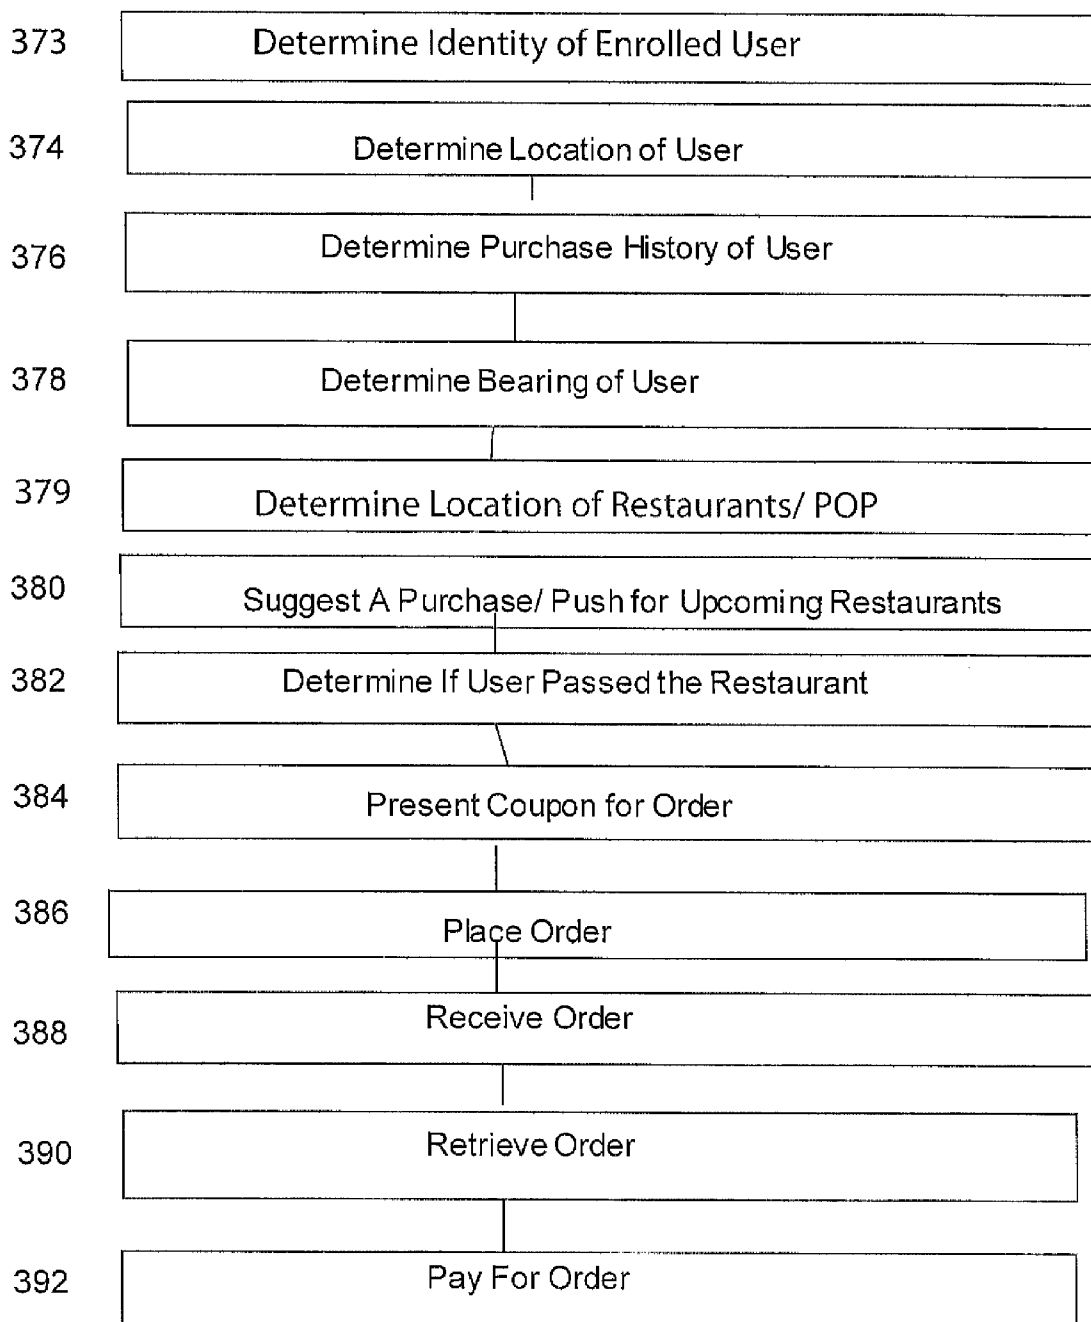 373 Determine Identity of Enrolled User
374 Determine Location of User
376 Determine Purchase History of User
378 Determine Bearing of User
379 Determine Location of Restaurants/ POP
380 Suggest A Purchase/ Push for Upcoming Restaurants
382 Determine If User Passed the Restaurant
384 Present Coupon for Order
386 Place Order
388 Receive Order
390 Retrieve Order
392 Pay For Order